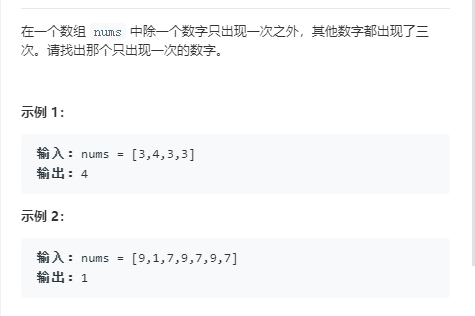 在一个数组 nums 中除一个数字只出现一次之外，其他数字都出现了三
次。请找出那个只出现一次的数字。
示例 1：
输入：nums = [3,4,3,3]
输出：4
示例 2：
输入：nums = [9,1,7,9,7,9,7]
输出：1